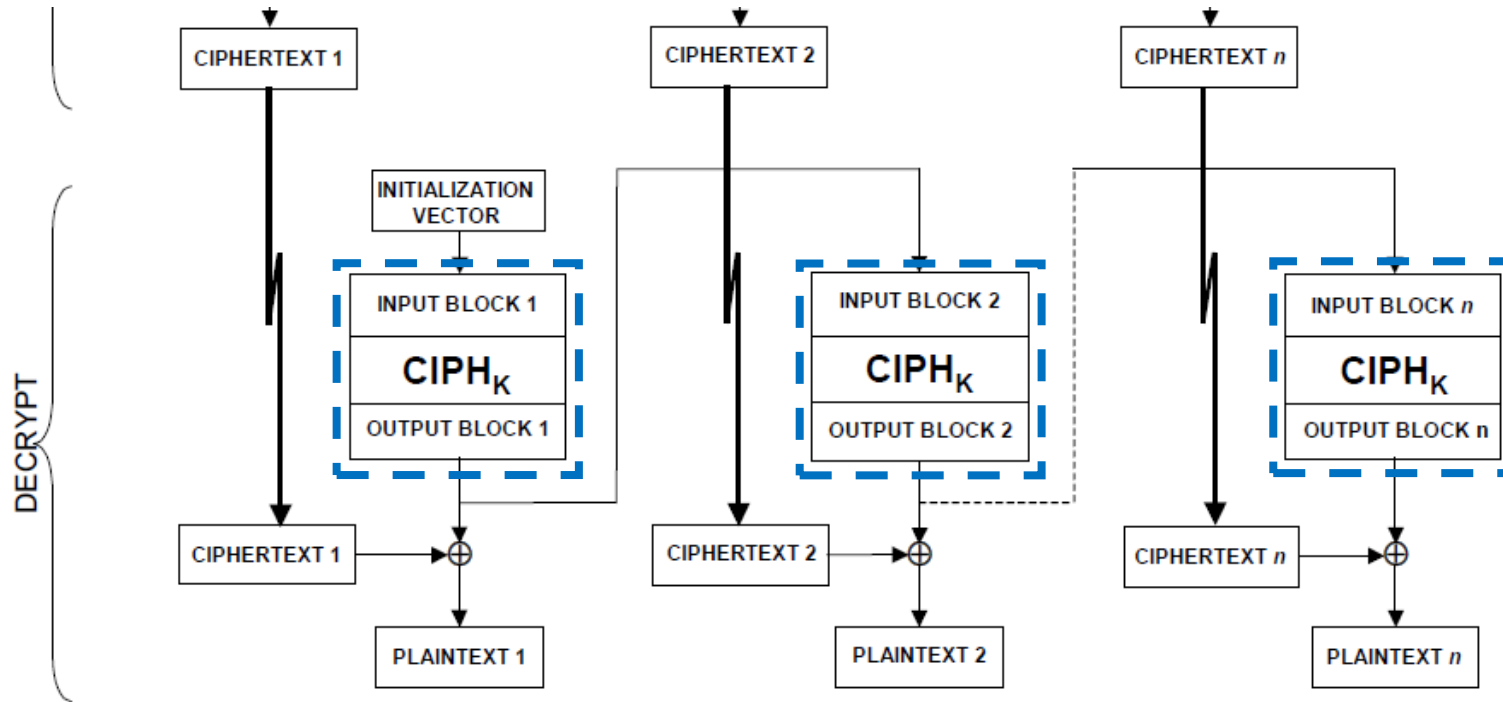 CIPHERTEXT 1
CIPHERTEXT 2
CIPHERTEXT n
INITIALIZATION
VECTOR
INPUT BLOCK 1
INPUT BLOCK 2
INPUT BLOCK n
CIPHK
CIPHK
CIPHK
OUTPUT BLOCK 1
OUTPUT BLOCK 2
OUTPUT BLOCK n
DECRYPT
CIPHERTEXT 1
CIPHERTEXT 2
CIPHERTEXT n
PLAINTEXT 1
PLAINTEXT 2
PLAINTEXT n